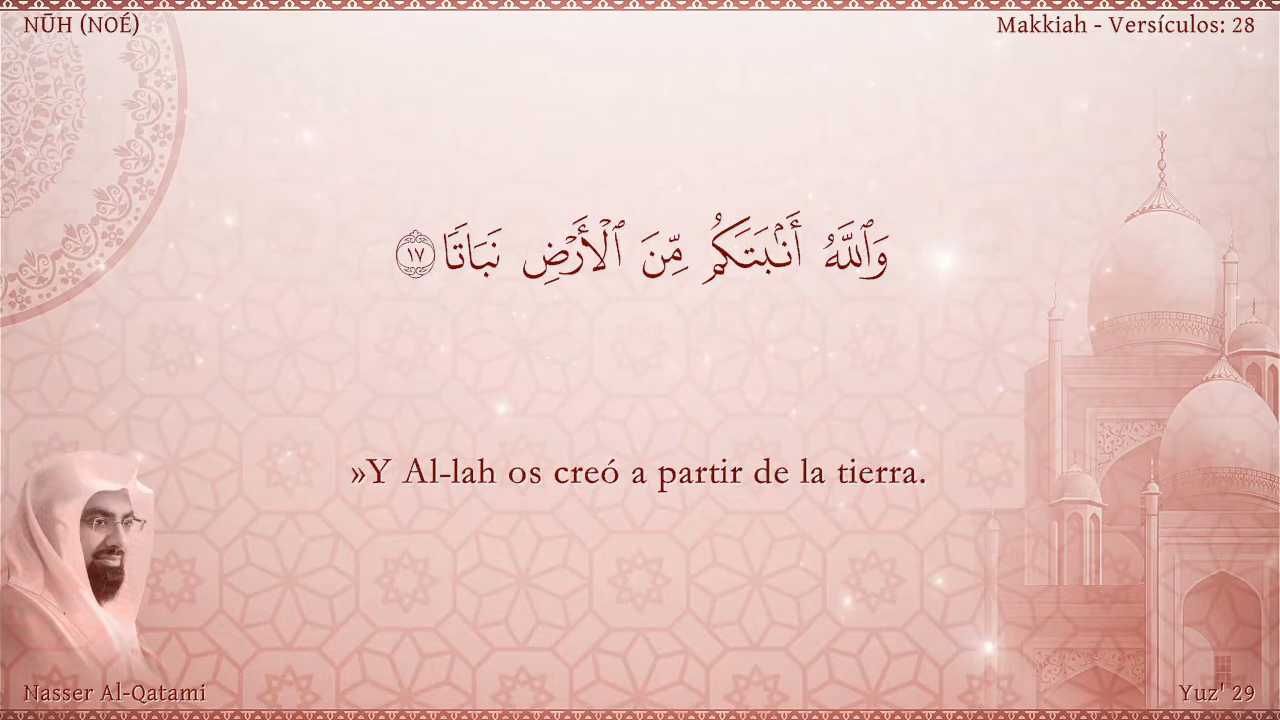 NŪH (NOÉ)
Makkiah - Versículos: 28
وَٱللَّهُ أَنۢبَتَكُم مِّنَ ٱلۡأَرۡضِ نَبَاتٗا ١٧
»Y Al-lah os creó a partir de la tierra.
Nasser Al-Qatami
Yuz' 29